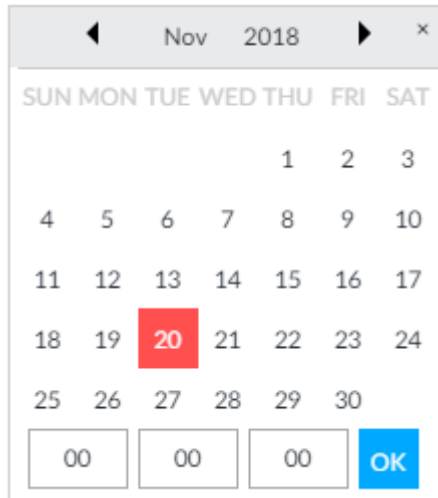 Nov 2018 ×
SUN MON TUE WED THU FRI SAT
1 2 3
4 5 6 7 8 9 10
11 12 13 14 15 16 17
18 19 20 21 22 23 24
25 26 27 28 29 30
00 00 00 OK